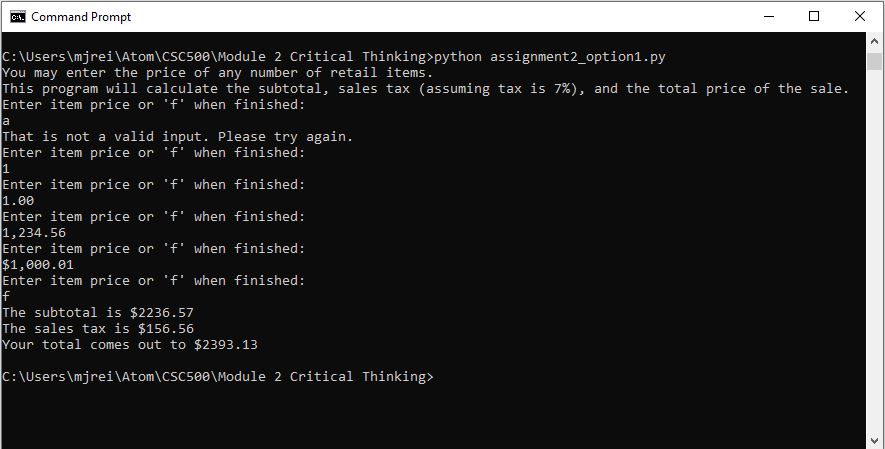 Command Prompt
C:\Users\mjrei\Atom\CSC500\Module 2 Critical Thinking>python assignment2_option1.py
You may enter the price of any number of retail items.
This program will calculate the subtotal, sales tax (assuming tax is 7%), and the total price of the sale.
Enter item price or 'f' when finished:
a
That is not a valid input. Please try again.
Enter item price or 'f' when finished:
1
Enter item price or 'f' when finished:
1.00
Enter item price or 'f' when finished:
1,234.56
Enter item price or 'f' when finished:
$1,000.01
Enter item price or 'f' when finished:
f
The subtotal is $2236.57
The sales tax is $156.56
Your total comes out to $2393.13
C:\Users\mjrei\Atom\CSC500\Module 2 Critical Thinking>